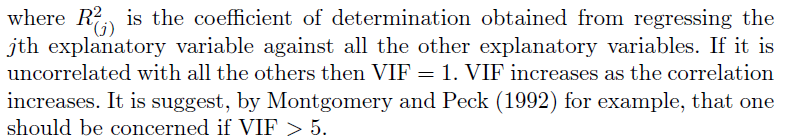 where R²₍ⱼ₎ is the coefficient of determination obtained from regressing the
jth explanatory variable against all the other explanatory variables. If it is
uncorrelated with all the others then VIF = 1. VIF increases as the correlation
increases. It is suggest, by Montgomery and Peck (1992) for example, that one
should be concerned if VIF > 5.